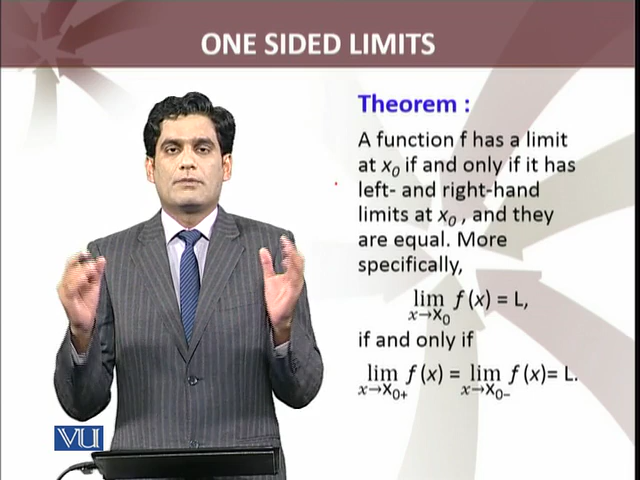 ONE SIDED LIMITS
Theorem :
A function f has a limit
at x₀ if and only if it has
left- and right-hand
limits at x₀ , and they
are equal. More
specifically,
lim f (x) = L,
x→X₀
if and only if
lim f (x) = lim f (x)= L.
x→X₀₊ x→X₀₋
VU